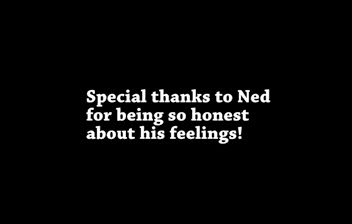 Special thanks to Ned
for being so honest
about his feelings!